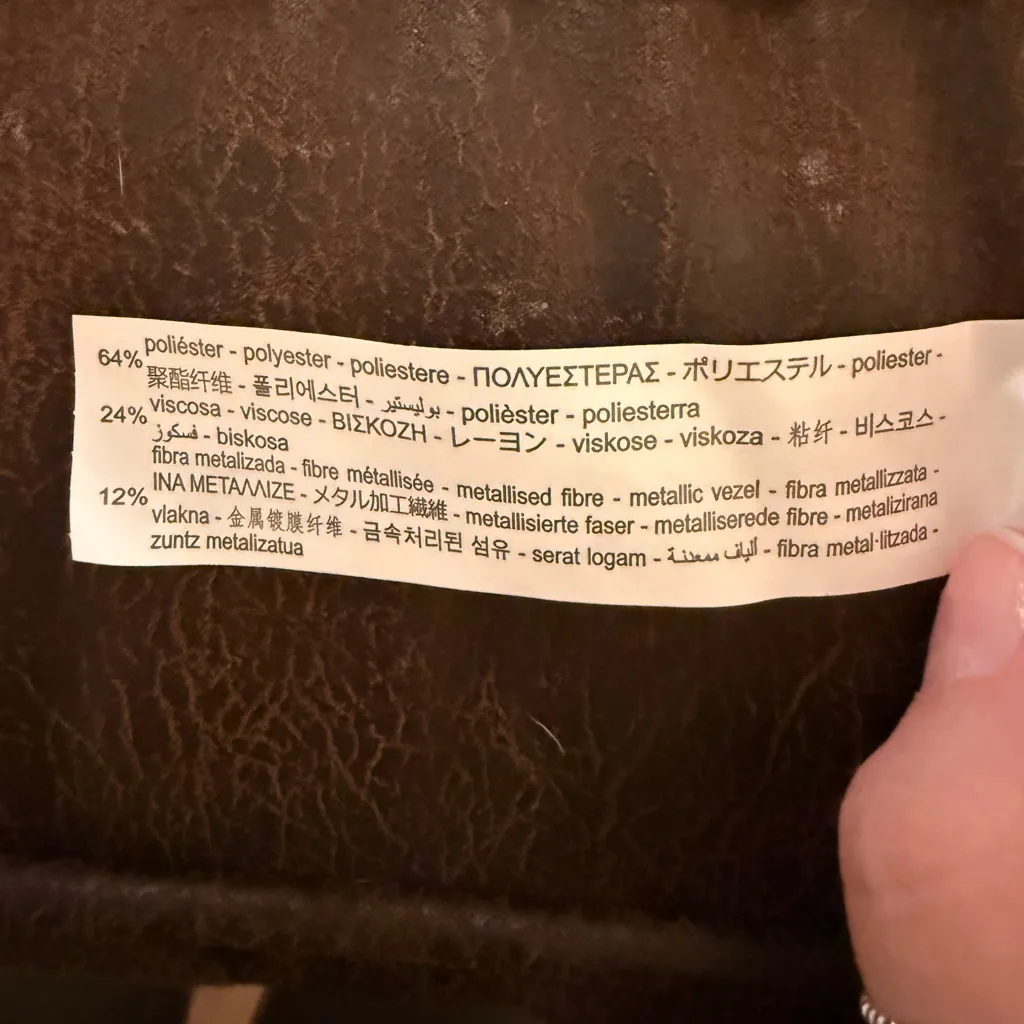 64% poliéster - polyester - poliestere - ΠΟΛΥΕΣΤΕΡΑΣ - ポリエステル - poliester -
聚酯纤维 - 폴리에스터 - بوليستير - polièster - poliesterra
24% viscosa - viscose - ΒΙΣΚΟΖΗ - レーヨン - viskose - viskoza - 粘纤 - 비스코스 -
فسكوز - biskosa
fibra metalizada - fibre métallisée - metallised fibre - metallic vezel - fibra metallizzata -
12% ΙΝΑ ΜΕΤΑΛΛΙΖΕ - メタル加工繊維 - metallisierte faser - metalliserede fibre - metalizirana
vlakna - 金属镀膜纤维 - 금속처리된 섬유 - serat logam - ألياف ممعدننة - fibra metal·litzada -
zuntz metalizatua